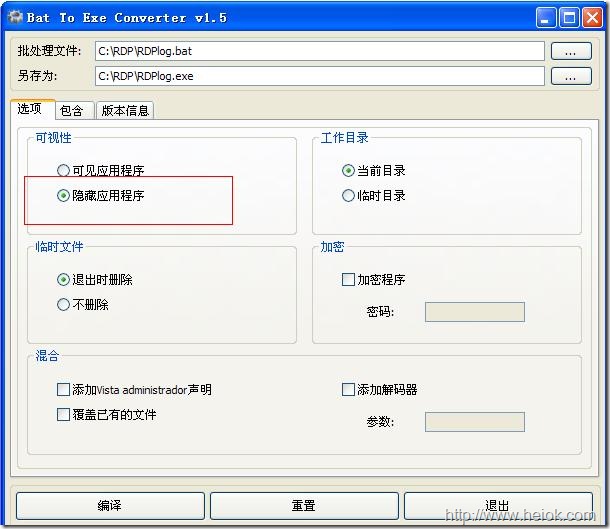 Bat To Exe Converter v1.5
批处理文件: C:\RDP\RDPlog.bat ...
另存为: C:\RDP\RDPlog.exe ...
选项 包含 版本信息
可视性 工作目录
可见应用程序 当前目录
隐藏应用程序 临时目录
临时文件 加密
退出时删除 加密程序
不删除 密码:
混合
添加Vista administrador声明 添加解码器
覆盖已有的文件 参数:
编译 重置 退出
http://www.heiok.com